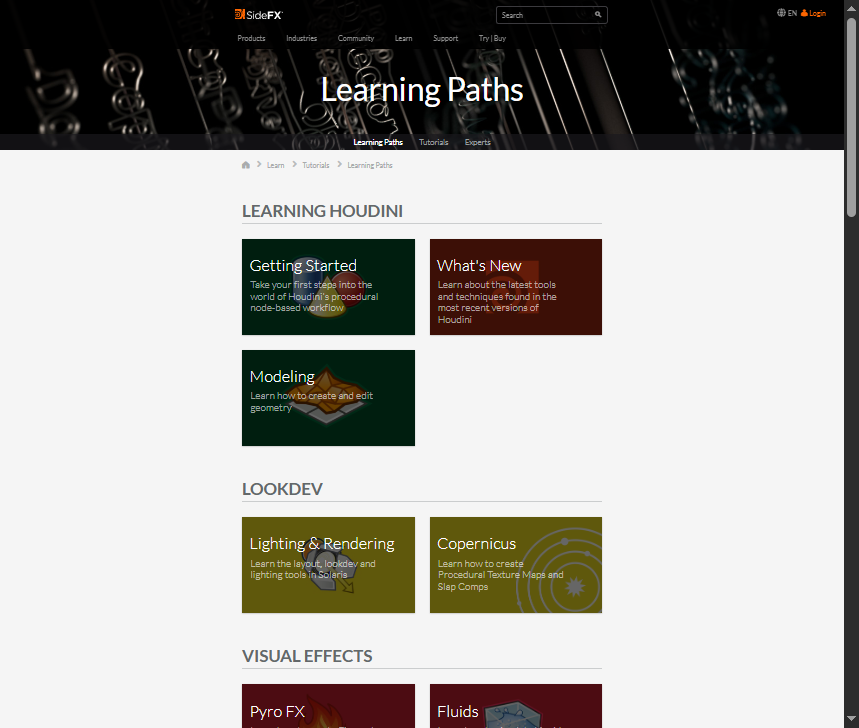 SideFX
Search
EN Login
Products Industries Community Learn Support Try | Buy
Learning Paths
Learning Paths Tutorials Experts
Learn Tutorials Learning Paths
LEARNING HOUDINI
Getting Started
Take your first steps into the
world of Houdini's procedural
node-based workflow
What's New
Learn about the latest tools
and techniques found in the
most recent versions of
Houdini
Modeling
Learn how to create and edit
geometry
LOOKDEV
Lighting & Rendering
Learn the layout, lookdev and
lighting tools in Solaris
Copernicus
Learn how to create
Procedural Texture Maps and
Slap Comps
VISUAL EFFECTS
Pyro FX
Fluids